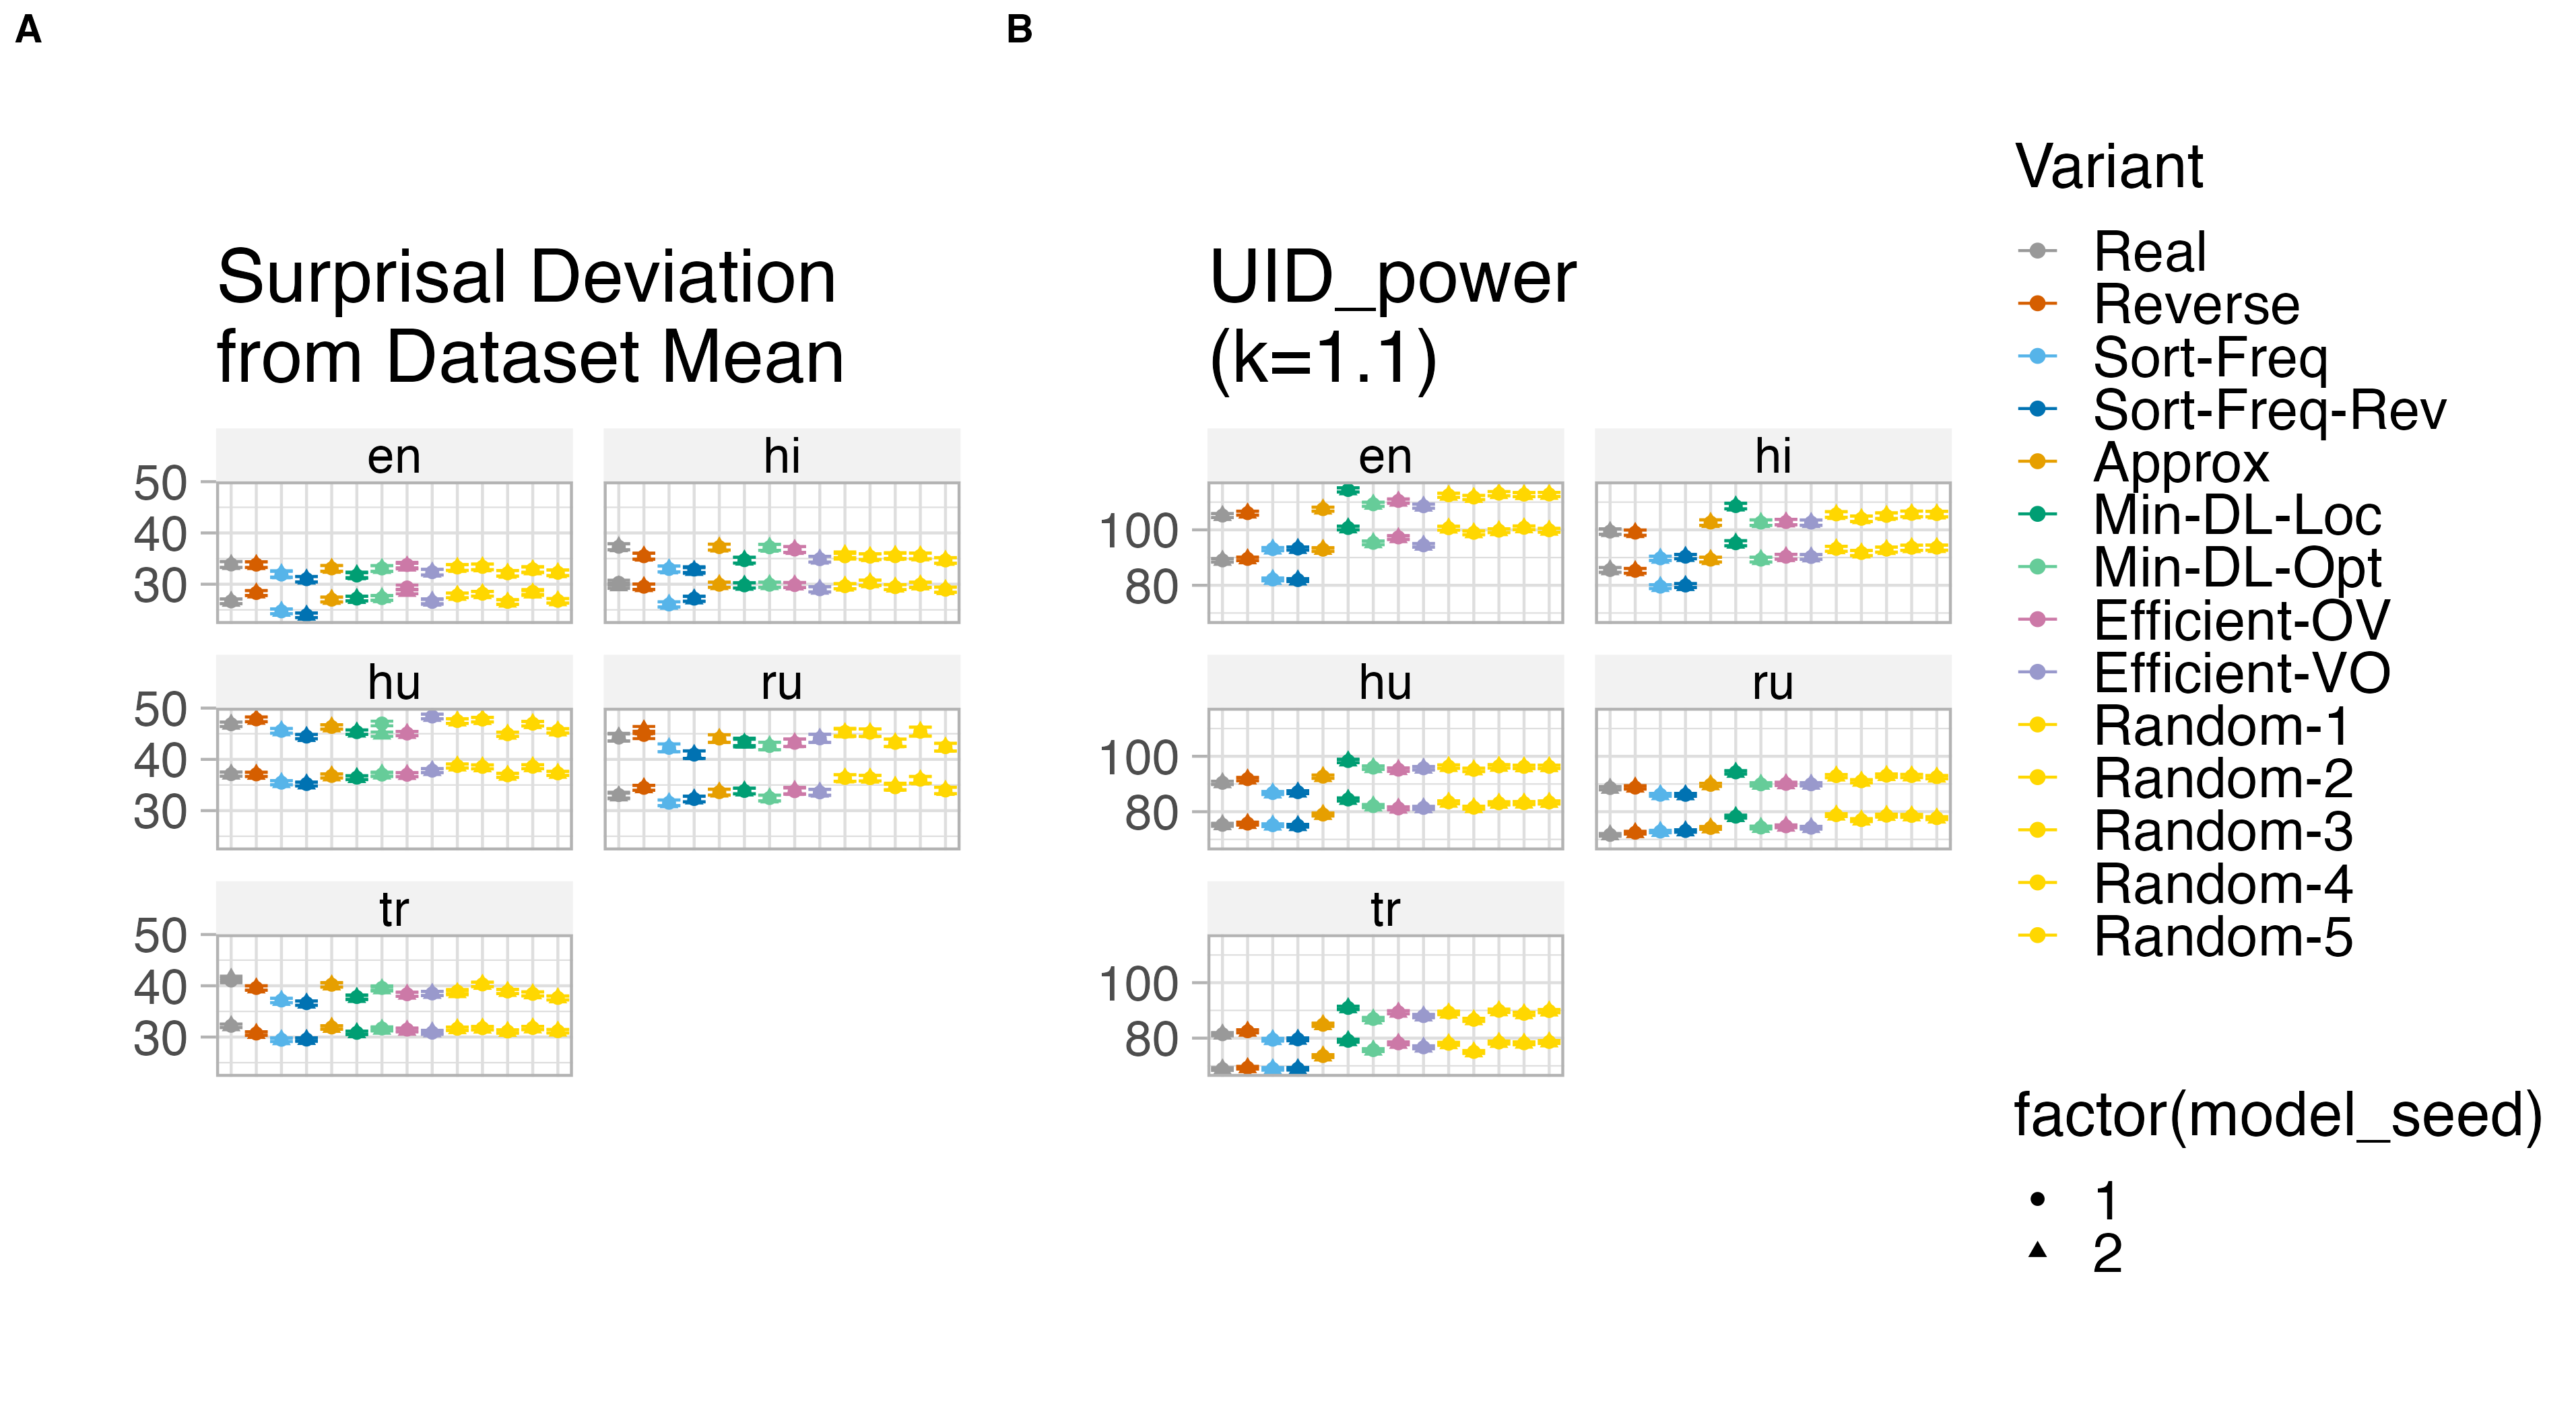 A
B
Surprisal Deviation
from Dataset Mean
en
hi
50
40
30
hu
ru
50
40
30
tr
50
40
30
UID_power
(k=1.1)
en
hi
100
80
hu
ru
100
80
tr
100
80
Variant
Real
Reverse
Sort-Freq
Sort-Freq-Rev
Approx
Min-DL-Loc
Min-DL-Opt
Efficient-OV
Efficient-VO
Random-1
Random-2
Random-3
Random-4
Random-5
factor(model_seed)
1
2